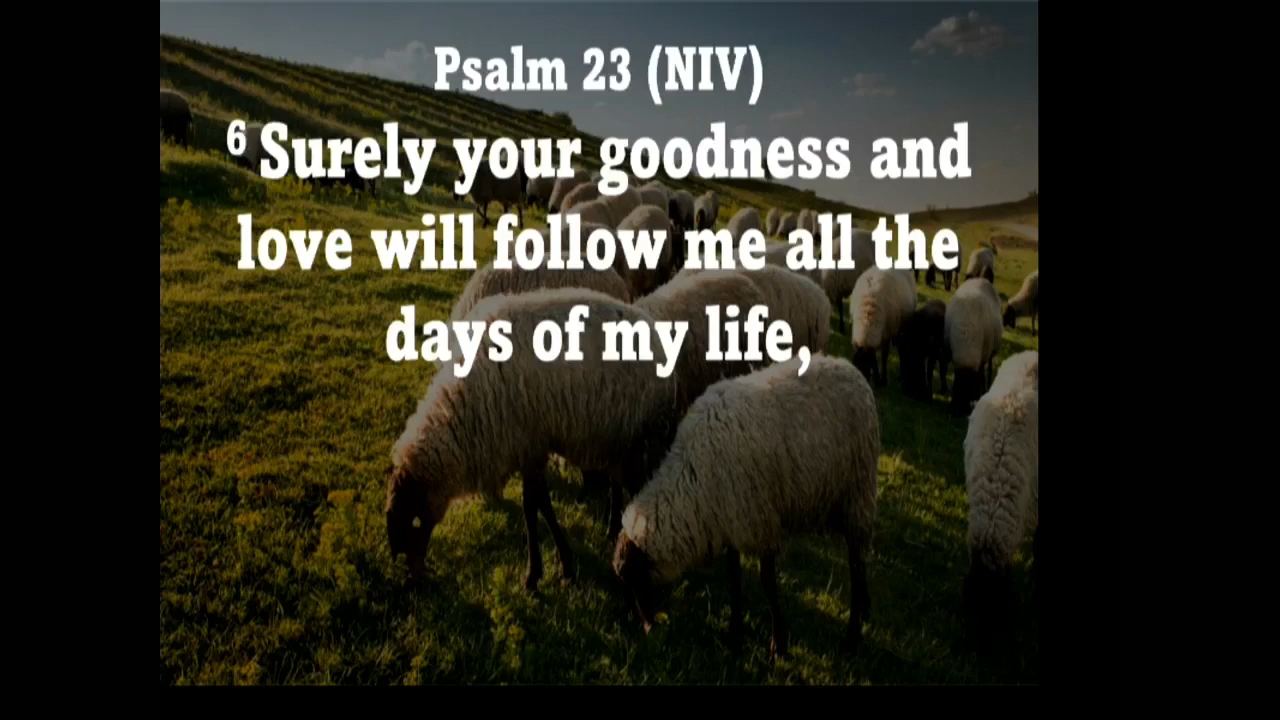 Psalm 23 (NIV)
6 Surely your goodness and
love will follow me all the
days of my life,